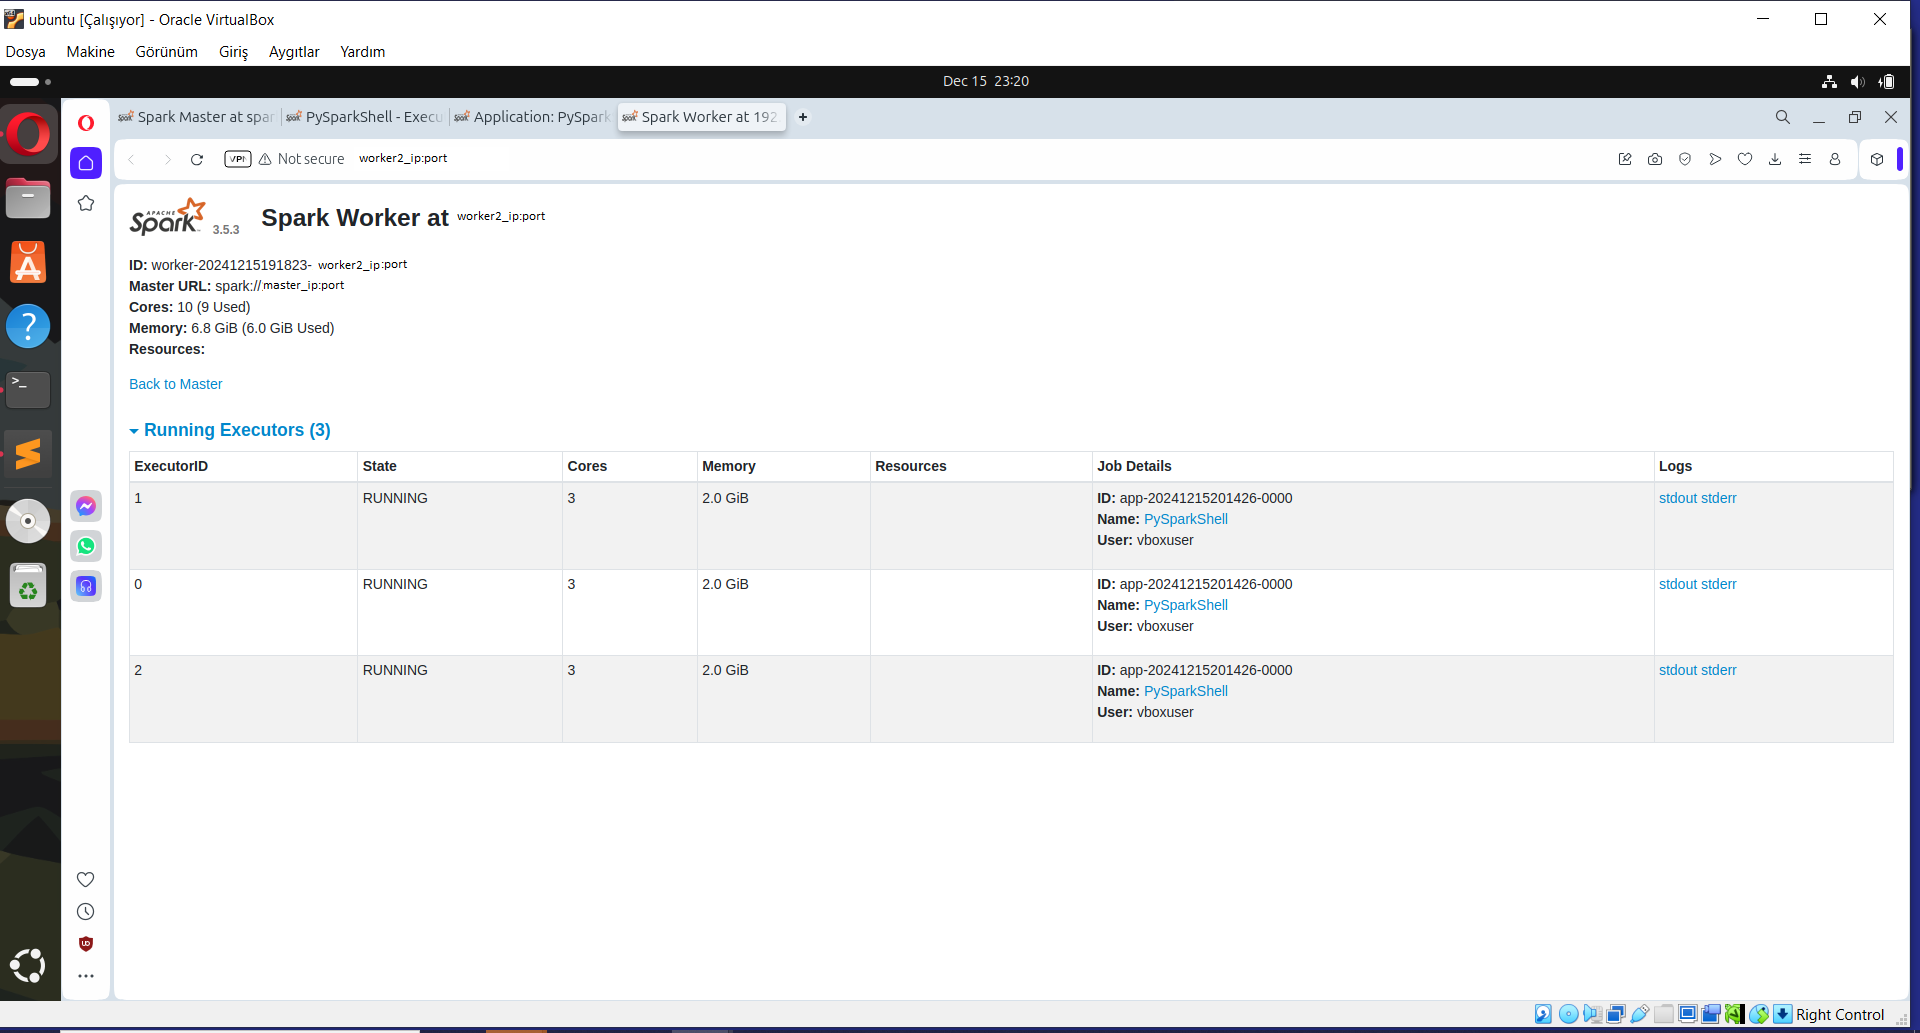 ubuntu [Çalışıyor] - Oracle VirtualBox
Dosya Makine Görünüm Giriş Aygıtlar Yardım
Dec 15 23:20
Spark Master at spar PySparkShell - Execu Application: PySpark Spark Worker at 192.
VPN Not secure worker2_ip:port
APACHE Spark 3.5.3 Spark Worker at worker2_ip:port
ID: worker-20241215191823- worker2_ip:port
Master URL: spark://master_ip:port
Cores: 10 (9 Used)
Memory: 6.8 GiB (6.0 GiB Used)
Resources:
Back to Master
Running Executors (3)
ExecutorID State Cores Memory Resources Job Details Logs
1 RUNNING 3 2.0 GiB ID: app-20241215201426-0000 stdout stderr
Name: PySparkShell
User: vboxuser
0 RUNNING 3 2.0 GiB ID: app-20241215201426-0000 stdout stderr
Name: PySparkShell
User: vboxuser
2 RUNNING 3 2.0 GiB ID: app-20241215201426-0000 stdout stderr
Name: PySparkShell
User: vboxuser
Right Control